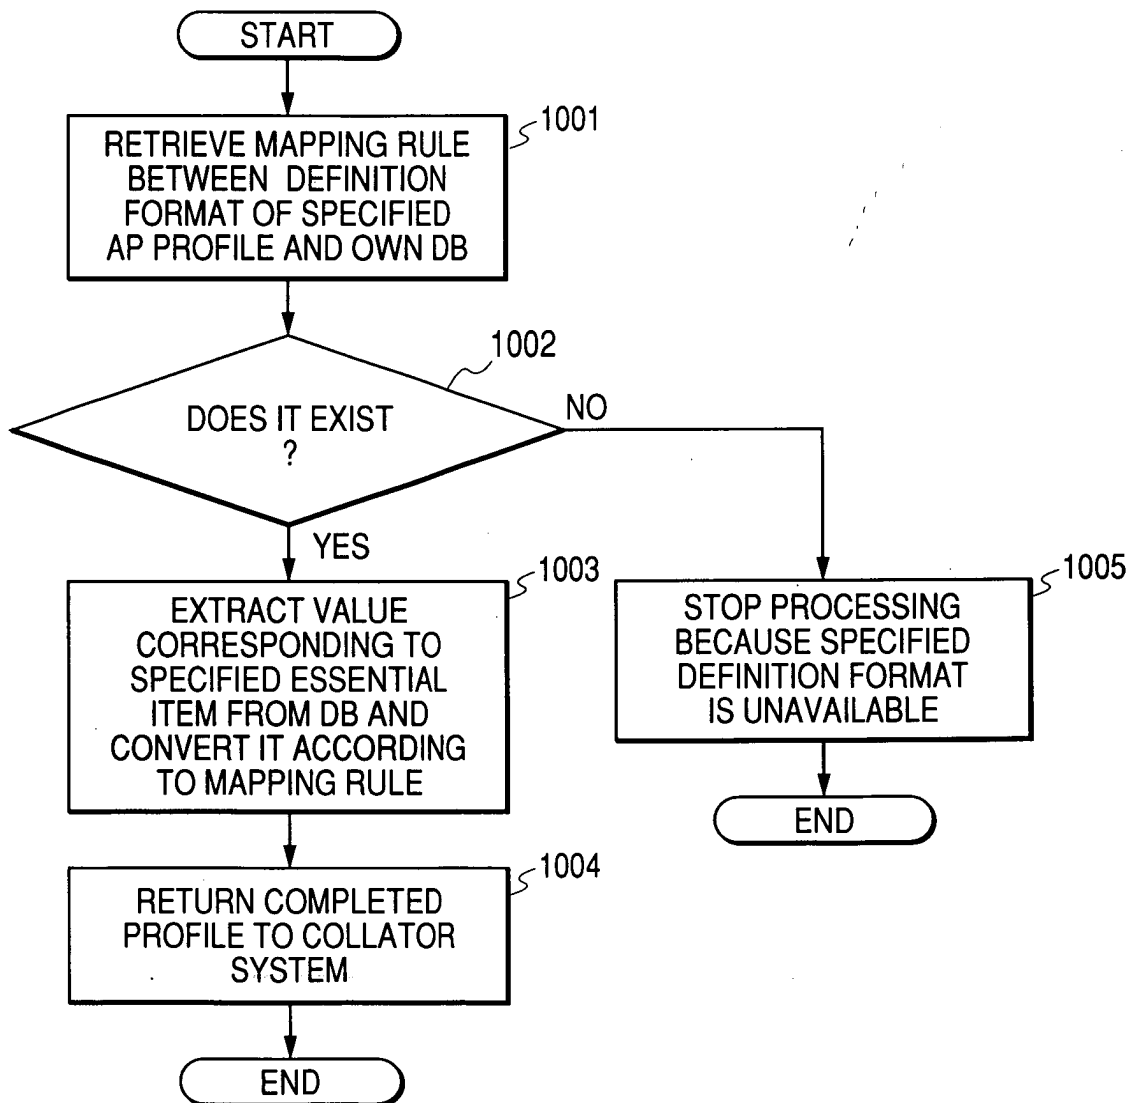 START
1001
RETRIEVE MAPPING RULE
BETWEEN DEFINITION
FORMAT OF SPECIFIED
AP PROFILE AND OWN DB
1002
DOES IT EXIST
?
NO
YES
1003
EXTRACT VALUE
CORRESPONDING TO
SPECIFIED ESSENTIAL
ITEM FROM DB AND
CONVERT IT ACCORDING
TO MAPPING RULE
1005
STOP PROCESSING
BECAUSE SPECIFIED
DEFINITION FORMAT
IS UNAVAILABLE
END
1004
RETURN COMPLETED
PROFILE TO COLLATOR
SYSTEM
END